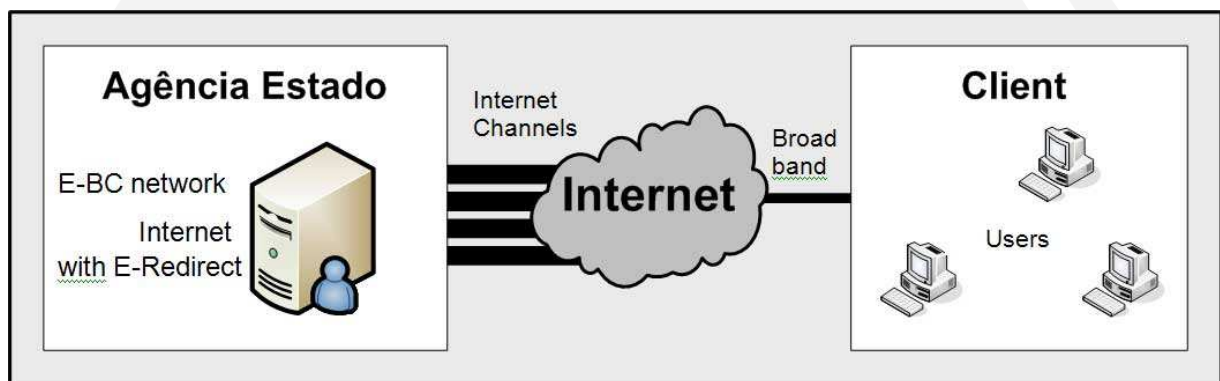 Agência Estado
E-BC network
Internet
with E-Redirect
Internet
Channels
Internet
Broad
band
Client
Users